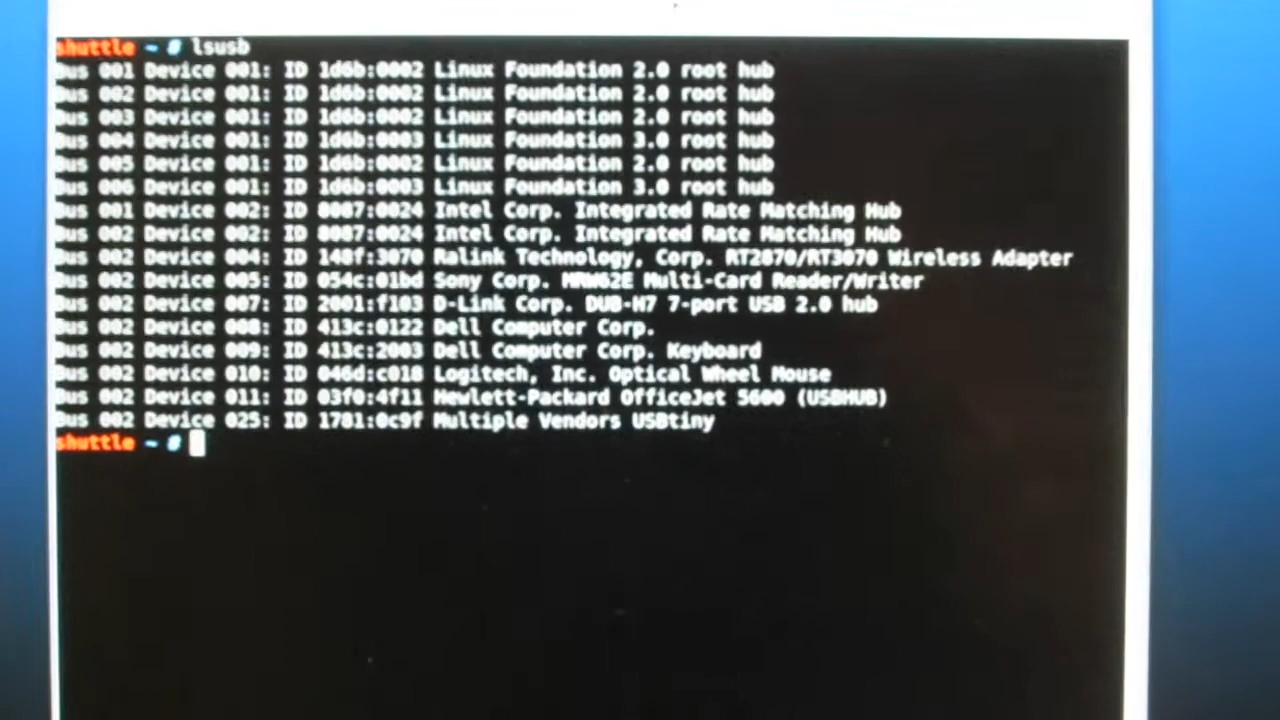 shuttle ~ # lsusb
Bus 001 Device 001: ID 1d6b:0002 Linux Foundation 2.0 root hub
Bus 002 Device 001: ID 1d6b:0002 Linux Foundation 2.0 root hub
Bus 003 Device 001: ID 1d6b:0002 Linux Foundation 2.0 root hub
Bus 004 Device 001: ID 1d6b:0003 Linux Foundation 3.0 root hub
Bus 005 Device 001: ID 1d6b:0002 Linux Foundation 2.0 root hub
Bus 006 Device 001: ID 1d6b:0003 Linux Foundation 3.0 root hub
Bus 001 Device 002: ID 8087:0024 Intel Corp. Integrated Rate Matching Hub
Bus 002 Device 002: ID 8087:0024 Intel Corp. Integrated Rate Matching Hub
Bus 002 Device 004: ID 148f:3070 Ralink Technology, Corp. RT2870/RT3070 Wireless Adapter
Bus 002 Device 005: ID 054c:01bd Sony Corp. MRW62E Multi-Card Reader/Writer
Bus 002 Device 007: ID 2001:f103 D-Link Corp. DUB-H7 7-port USB 2.0 hub
Bus 002 Device 008: ID 413c:0122 Dell Computer Corp.
Bus 002 Device 009: ID 413c:2003 Dell Computer Corp. Keyboard
Bus 002 Device 010: ID 046d:c018 Logitech, Inc. Optical Wheel Mouse
Bus 002 Device 011: ID 03f0:4f11 Hewlett-Packard OfficeJet 5600 (USBHUB)
Bus 002 Device 025: ID 1781:0c9f Multiple Vendors USBtiny
shuttle ~ #